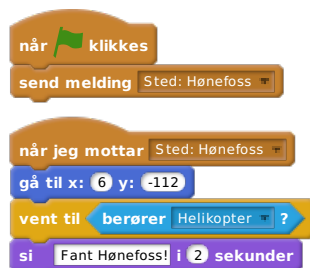 når klikkes
send melding Sted: Hønefoss
når jeg mottar Sted: Hønefoss
gå til x: 6 y: -112
vent til berører Helikopter ?
si Fant Hønefoss! i 2 sekunder